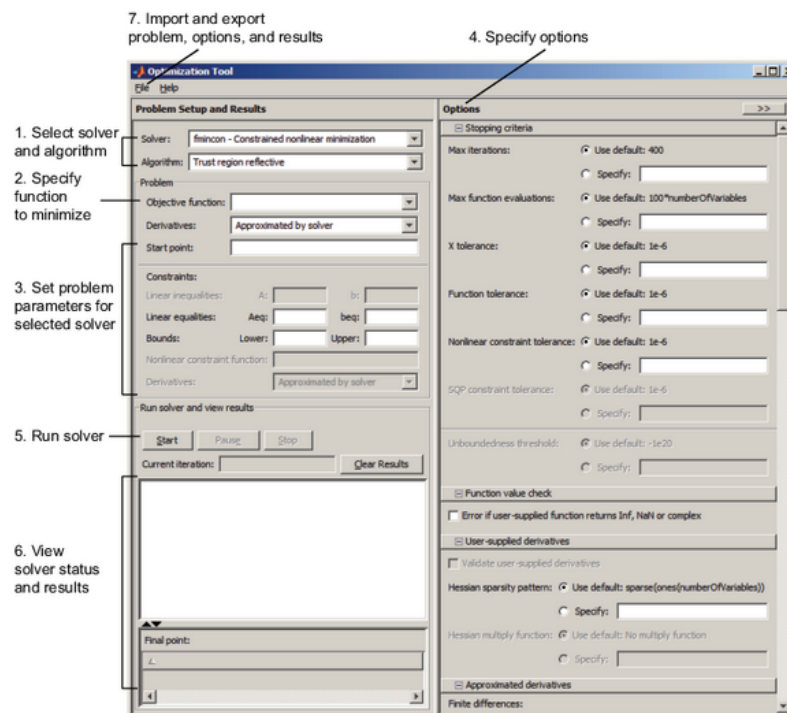 7. Import and export
problem, options, and results
4. Specify options
Optimization Tool
File Help
Problem Setup and Results
1. Select solver
and algorithm
Solver: fmincon - Constrained nonlinear minimization
Algorithm: Trust region reflective
2. Specify
function
to minimize
Problem
Objective function:
Derivatives: Approximated by solver
Start point:
3. Set problem
parameters for
selected solver
Constraints:
Linear inequalities: A: b:
Linear equalities: Aeq: beq:
Bounds: Lower: Upper:
Nonlinear constraint function:
Derivatives: Approximated by solver
Run solver and view results
5. Run solver
Start Pause Stop
Current iteration: Clear Results
6. View
solver status
and results
Final point:
Options >>
Stopping criteria
Max iterations: Use default: 400
Specify:
Max function evaluations: Use default: 100*numberOfVariables
Specify:
X tolerance: Use default: 1e-6
Specify:
Function tolerance: Use default: 1e-6
Specify:
Nonlinear constraint tolerance: Use default: 1e-6
Specify:
SQP constraint tolerance: Use default: 1e-6
Specify:
Unboundedness threshold: Use default: -1e20
Specify:
Function value check
Error if user-supplied function returns Inf, NaN or complex
User-supplied derivatives
Validate user-supplied derivatives
Hessian sparsity pattern: Use default: sparse(ones(numberOfVariables))
Specify:
Hessian multiply function: Use default: No multiply function
Specify:
Approximated derivatives
Finite differences: